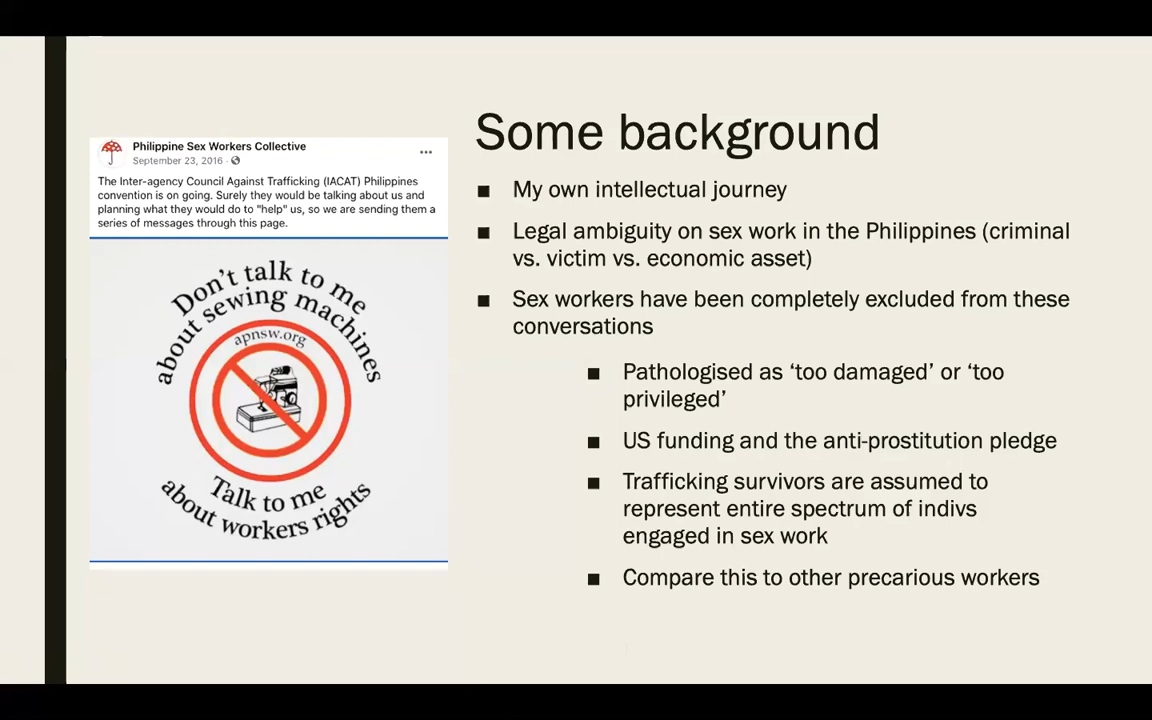 Philippine Sex Workers Collective
September 23, 2016
The Inter-agency Council Against Trafficking (IACAT) Philippines
convention is on going. Surely they would be talking about us and
planning what they would do to "help" us, so we are sending them a
series of messages through this page.
Don't talk to me
about sewing machines
apnsw.org
Talk to me
about workers rights
Some background
My own intellectual journey
Legal ambiguity on sex work in the Philippines (criminal
vs. victim vs. economic asset)
Sex workers have been completely excluded from these
conversations
Pathologised as ‘too damaged’ or ‘too
privileged’
US funding and the anti-prostitution pledge
Trafficking survivors are assumed to
represent entire spectrum of indivs
engaged in sex work
Compare this to other precarious workers